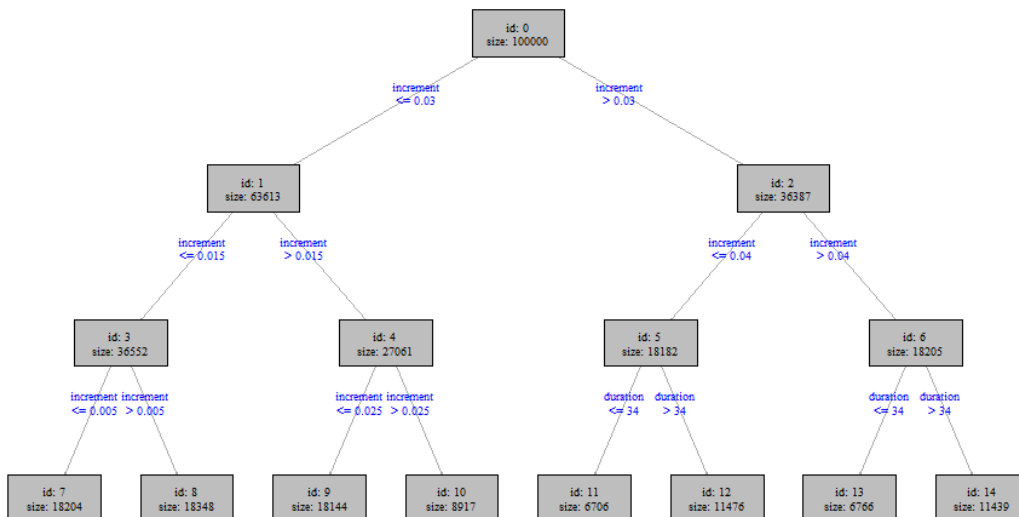 id: 0
size: 100000
increment
<= 0.03
increment
> 0.03
id: 1
size: 63613
id: 2
size: 36387
increment
<= 0.015
increment
> 0.015
increment
<= 0.04
increment
> 0.04
id: 3
size: 36552
id: 4
size: 27061
id: 5
size: 18182
id: 6
size: 18205
increment
<= 0.005
increment
> 0.005
increment
<= 0.025
increment
> 0.025
duration
<= 34
duration
> 34
duration
<= 34
duration
> 34
id: 7
size: 18204
id: 8
size: 18348
id: 9
size: 18144
id: 10
size: 8917
id: 11
size: 6706
id: 12
size: 11476
id: 13
size: 6766
id: 14
size: 11439